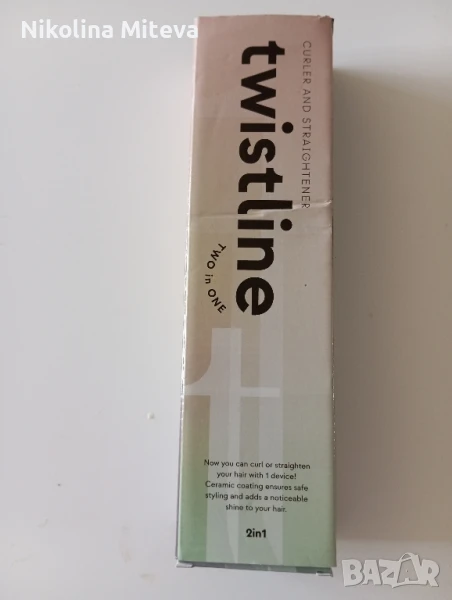 Nikolina Miteva
CURLER AND STRAIGHTENER
twistline
TWO in ONE
Now you can curl or straighten
your hair with 1 device!
Ceramic coating ensures safe
styling and adds a noticeable
shine to your hair.
2in1
BAZAR